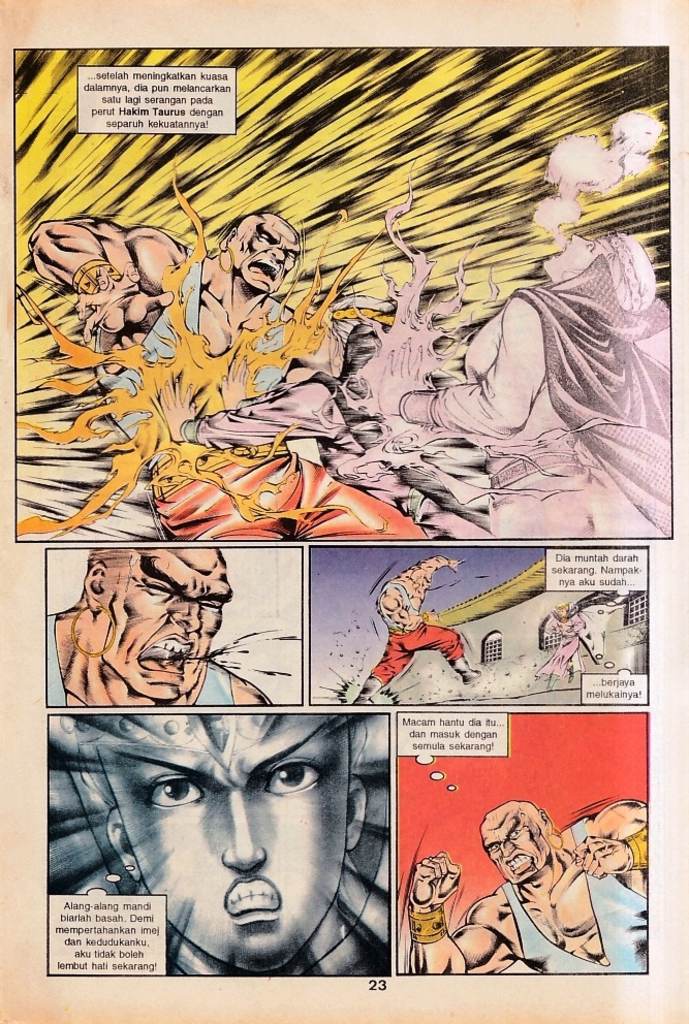 ...setelah meningkatkan kuasa
dalamnya, dia pun melancarkan
satu lagi serangan pada
perut Hakim Taurus dengan
separuh kekuatannya!
Dia muntah darah
sekarang. Nampak-
nya aku sudah...
...berjaya
melukainya!
Alang-alang mandi
biarlah basah. Demi
mempertahankan imej
dan kedudukanku,
aku tidak boleh
lembut hati sekarang!
Macam hantu dia itu...
dan masuk dengan
semula sekarang!
23